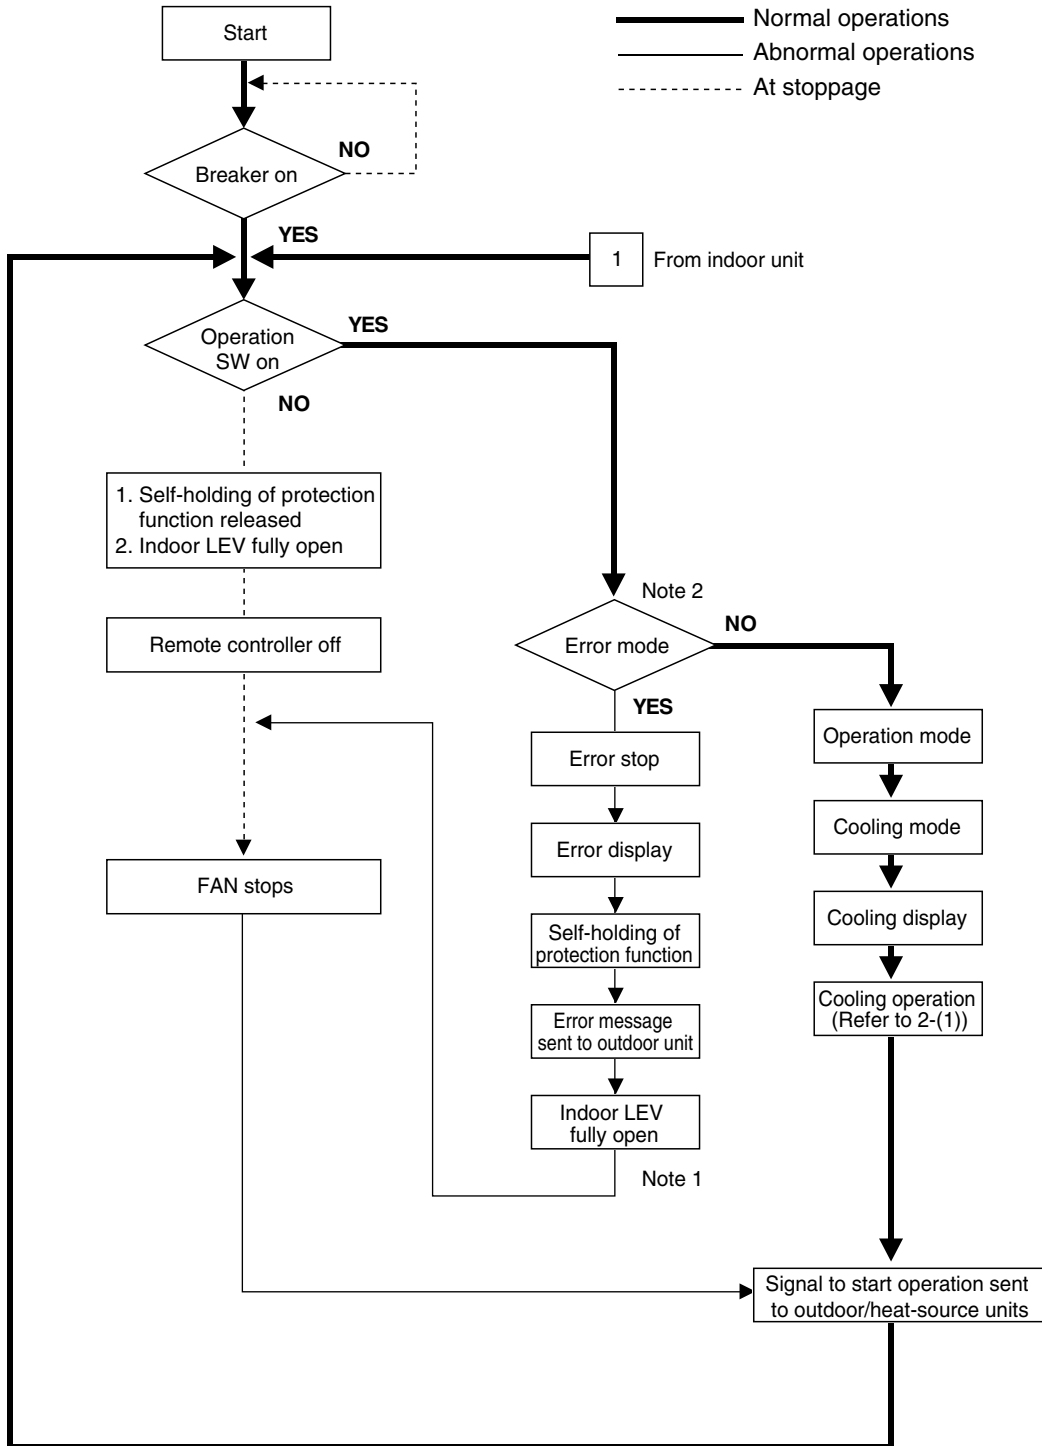 Start
Normal operations
Abnormal operations
At stoppage
NO
Breaker on
YES
1
From indoor unit
Operation
SW on
YES
NO
1. Self-holding of protection
function released
2. Indoor LEV fully open
Remote controller off
FAN stops
Note 2
Error mode
NO
YES
Error stop
Error display
Self-holding of
protection function
Error message
sent to outdoor unit
Indoor LEV
fully open
Note 1
Operation mode
Cooling mode
Cooling display
Cooling operation
(Refer to 2-(1))
Signal to start operation sent
to outdoor/heat-source units